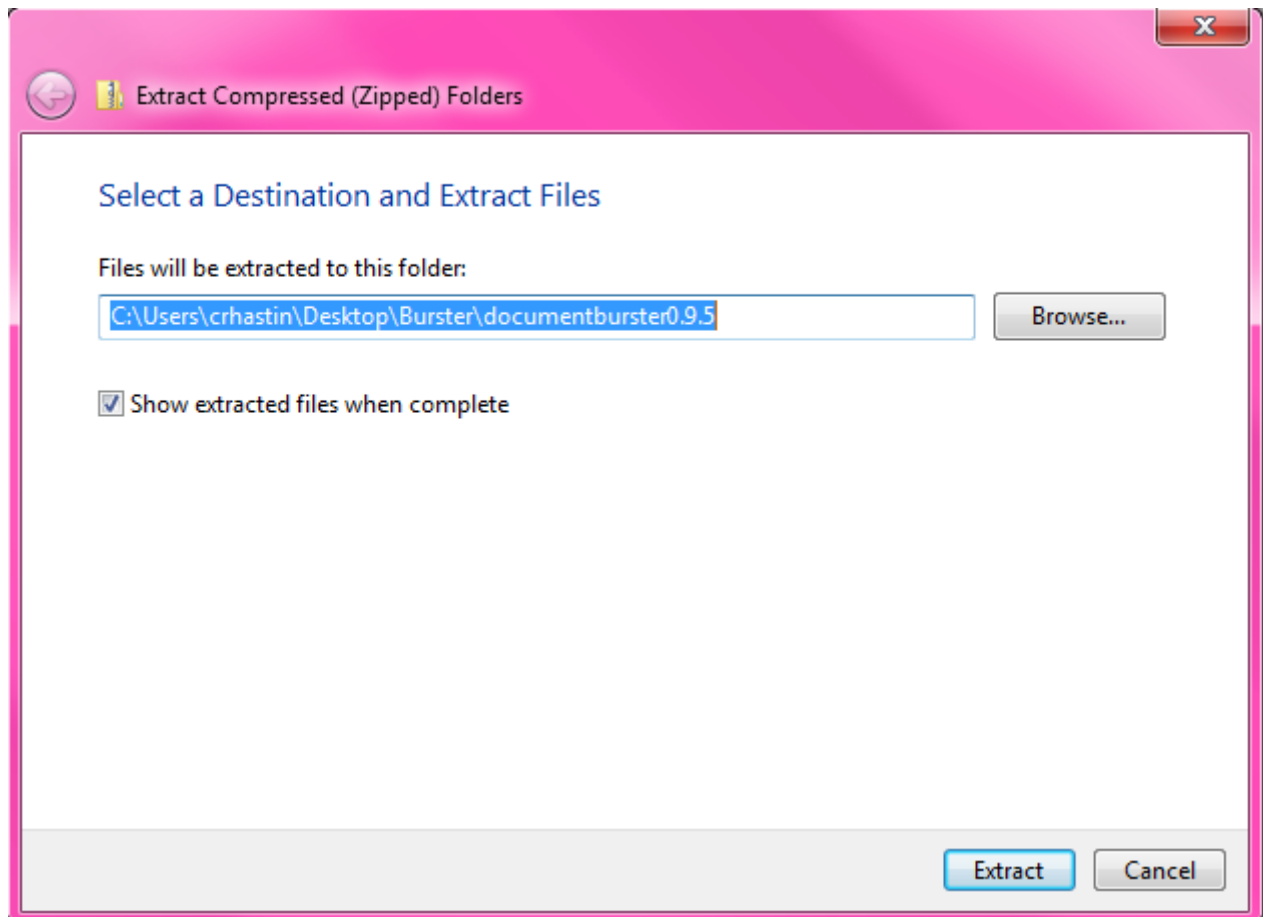 Extract Compressed (Zipped) Folders
Select a Destination and Extract Files
Files will be extracted to this folder:
C:\Users\crhastin\Desktop\Burster\documentburster0.9.5
Browse...
Show extracted files when complete
Extract
Cancel